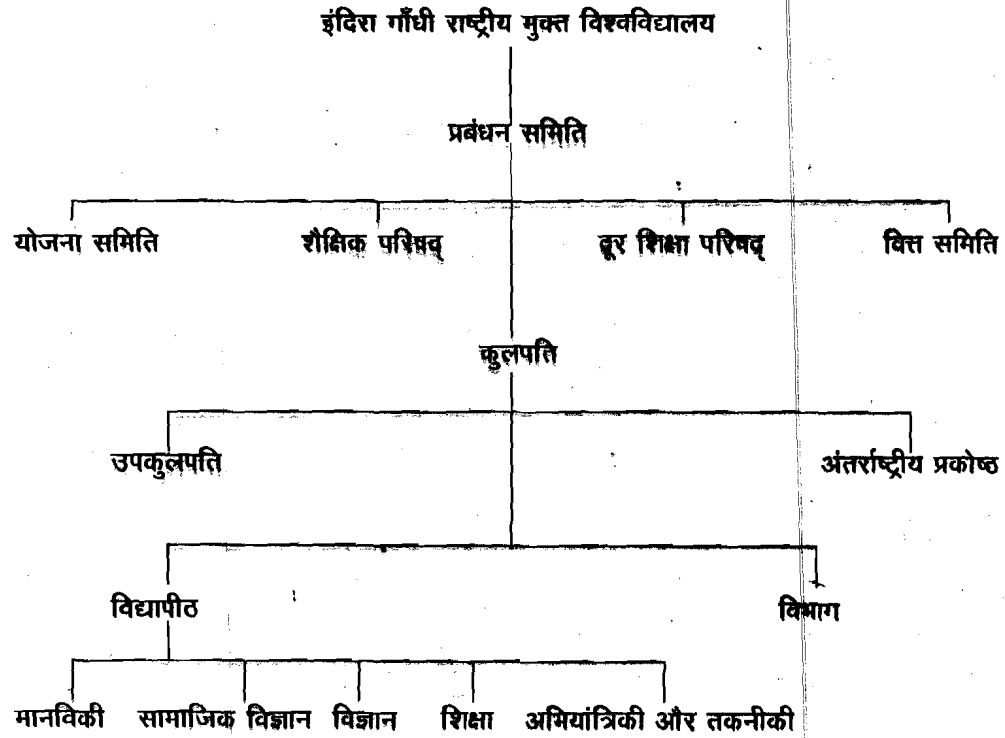 इंदिरा गाँधी राष्ट्रीय मुक्त विश्वविद्यालय
प्रबंधन समिति
योजना समिति शैक्षिक परिषद् दूर शिक्षा परिषद् वित्त समिति
कुलपति
उपकुलपति अंतर्राष्ट्रीय प्रकोष्ठ
विद्यापीठ विभाग
मानविकी सामाजिक विज्ञान विज्ञान शिक्षा अभियांत्रिकी और तकनीकी